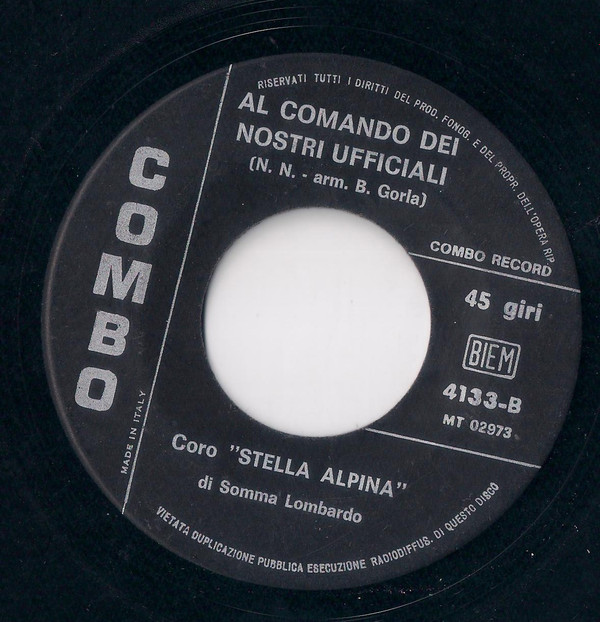 RISERVATI TUTTI I DIRITTI DEL PROD. FONOG. E DEL PROPR. DELL'OPERA RIP.
AL COMANDO DEI
NOSTRI UFFICIALI
(N. N. - arm. B. Gorla)
COMBO
COMBO RECORD
45 giri
BIEM
4133-B
MT 02973
MADE IN ITALY
Coro "STELLA ALPINA"
di Somma Lombardo
VIETATA DUPLICAZIONE PUBBLICA ESECUZIONE RADIODIFFUS. DI QUESTO DISCO